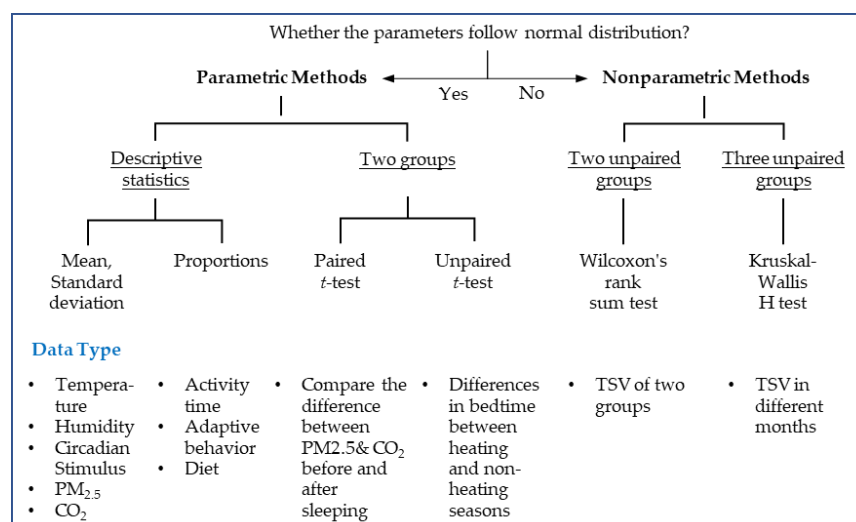 Whether the parameters follow normal distribution?
Parametric Methods
Yes
No
Nonparametric Methods
Descriptive
statistics
Two groups
Two unpaired
groups
Three unpaired
groups
Mean,
Standard
deviation
Proportions
Paired
t-test
Unpaired
t-test
Wilcoxon's
rank
sum test
Kruskal-
Wallis
H test
Data Type
• Tempera-
ture
• Humidity
• Circadian
Stimulus
• PM2.5
• CO2
• Activity
time
• Adaptive
behavior
• Diet
• Compare the
difference
between
PM2.5& CO2
before and
after
sleeping
• Differences
in bedtime
between
heating
and non-
heating
seasons
• TSV of two
groups
• TSV in
different
months